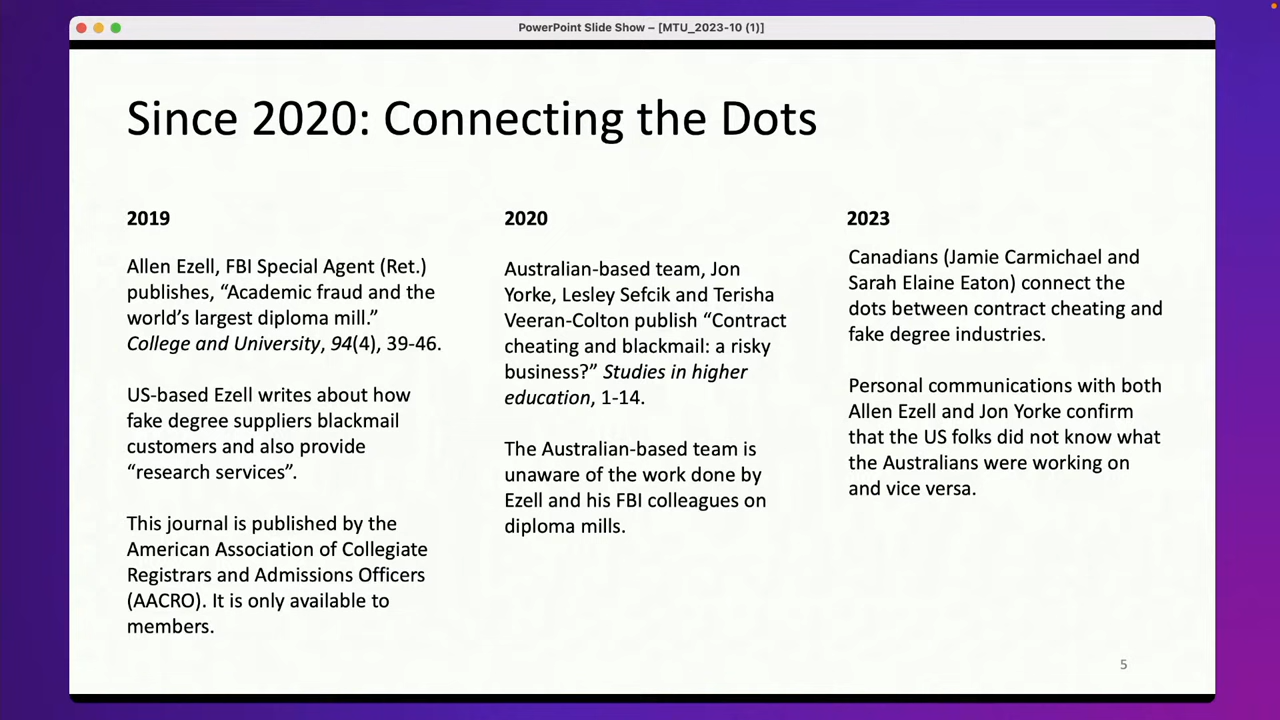 PowerPoint Slide Show – [MTU_2023-10 (1)]
Since 2020: Connecting the Dots
2019
Allen Ezell, FBI Special Agent (Ret.)
publishes, “Academic fraud and the
world’s largest diploma mill.”
College and University, 94(4), 39-46.
US-based Ezell writes about how
fake degree suppliers blackmail
customers and also provide
“research services”.
This journal is published by the
American Association of Collegiate
Registrars and Admissions Officers
(AACRO). It is only available to
members.
2020
Australian-based team, Jon
Yorke, Lesley Sefcik and Terisha
Veeran-Colton publish “Contract
cheating and blackmail: a risky
business?” Studies in higher
education, 1-14.
The Australian-based team is
unaware of the work done by
Ezell and his FBI colleagues on
diploma mills.
2023
Canadians (Jamie Carmichael and
Sarah Elaine Eaton) connect the
dots between contract cheating and
fake degree industries.
Personal communications with both
Allen Ezell and Jon Yorke confirm
that the US folks did not know what
the Australians were working on
and vice versa.
5